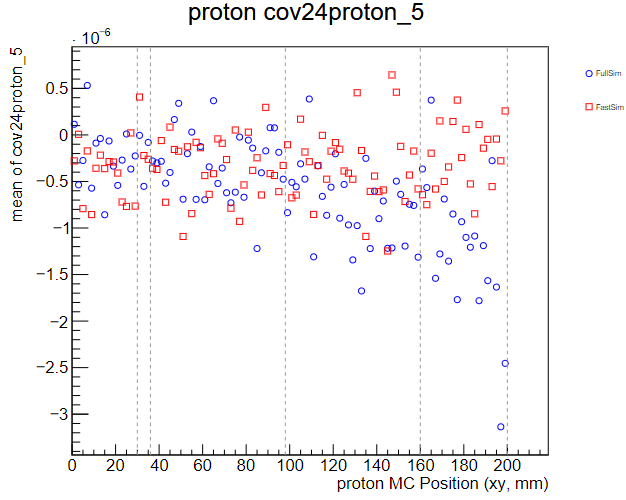 proton cov24proton_5
· 10⁻⁶
mean of cov24proton_5
0.5
0
−0.5
−1
−1.5
−2
−2.5
−3
0 20 40 60 80 100 120 140 160 180 200
proton MC Position (xy, mm)
FullSim
FastSim